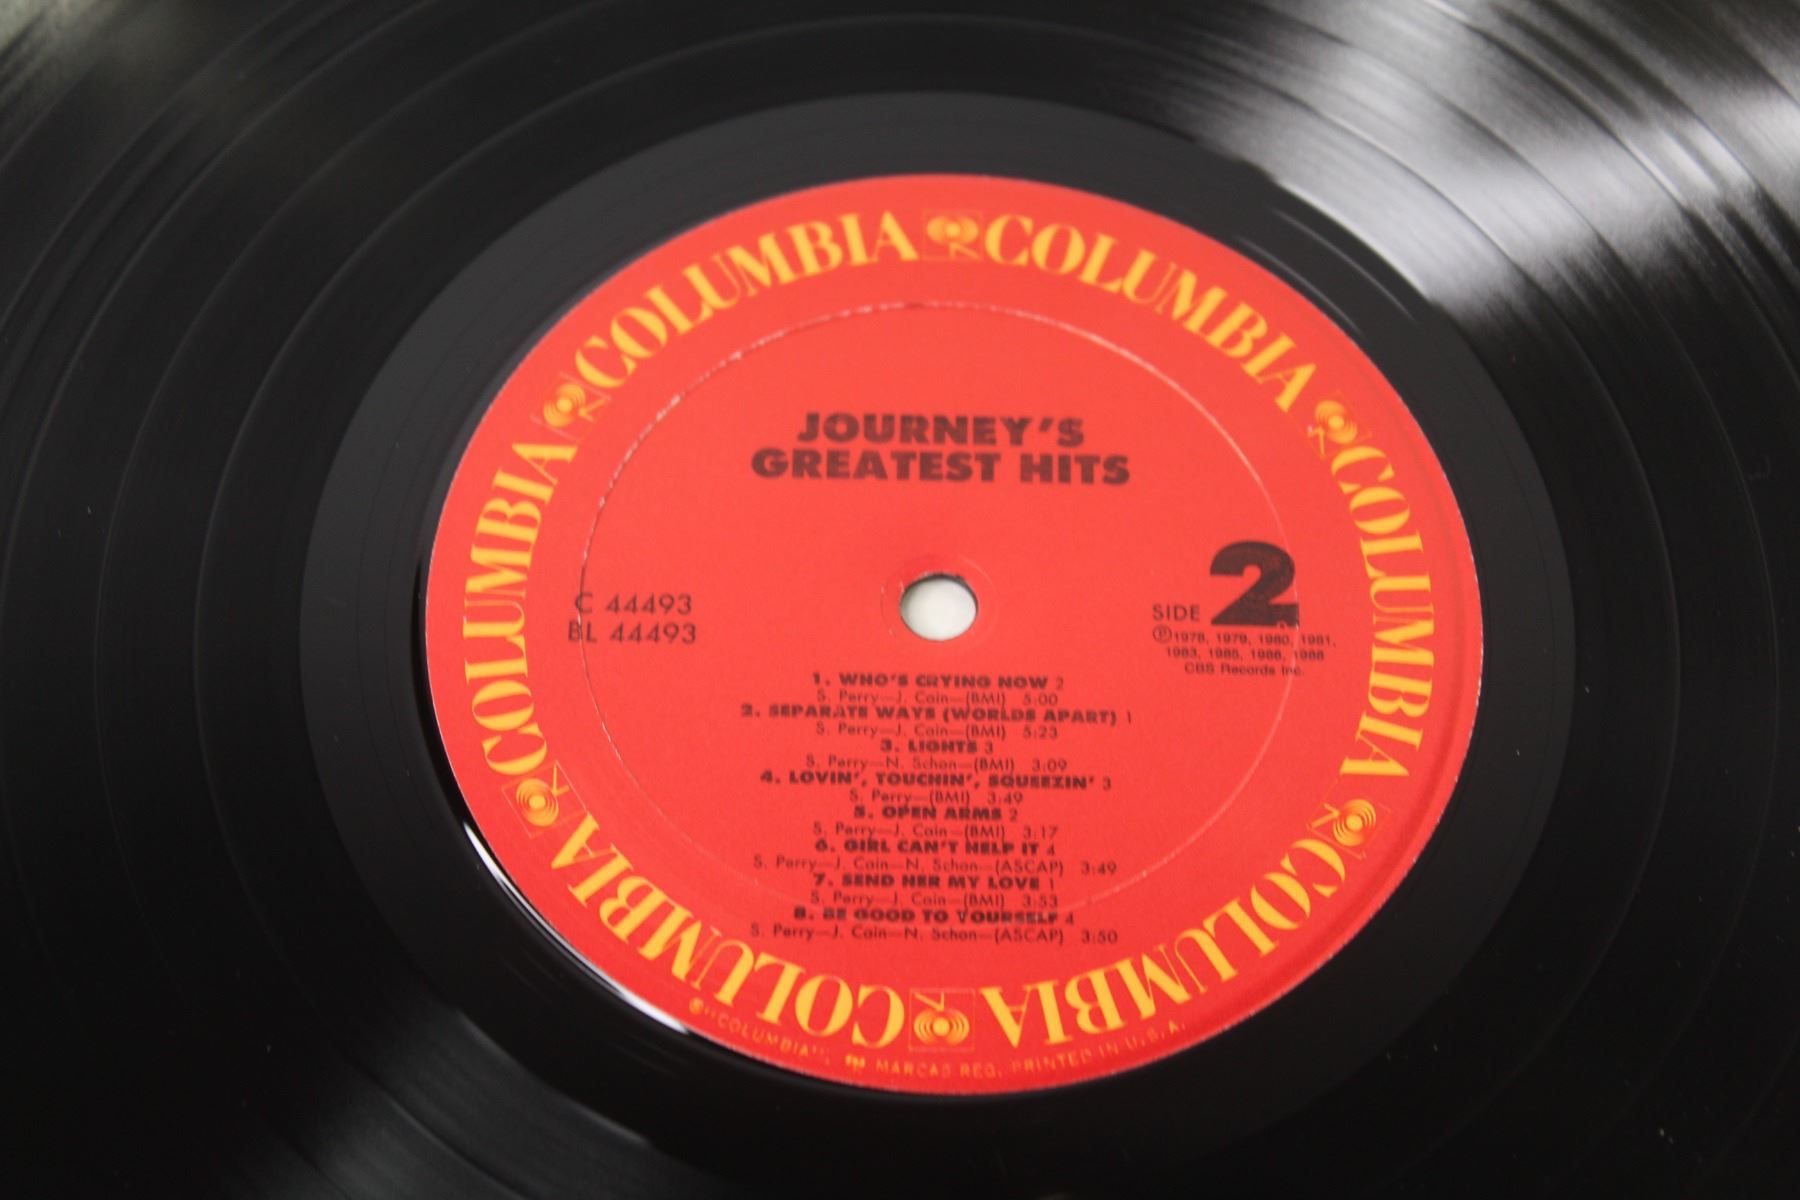 COLUMBIA COLUMBIA COLUMBIA COLUMBIA COLUMBIA COLUMBIA
JOURNEY'S
GREATEST HITS
C 44493
BL 44493
SIDE 2
Ⓟ1978, 1979, 1980, 1981,
1983, 1985, 1986, 1988
CBS Records Inc.
1. WHO'S CRYING NOW 2
S. Perry—J. Cain—(BMI) 5:00
2. SEPARATE WAYS (WORLDS APART) 1
S. Perry—J. Cain—(BMI) 5:23
3. LIGHTS 3
S. Perry—N. Schon—(BMI) 3:09
4. LOVIN', TOUCHIN', SQUEEZIN' 3
S. Perry—(BMI) 3:49
5. OPEN ARMS 2
S. Perry—J. Cain—(BMI) 3:17
6. GIRL CAN'T HELP IT 4
S. Perry—J. Cain—N. Schon—(ASCAP) 3:49
7. SEND HER MY LOVE 1
S. Perry—J. Cain—(BMI) 3:53
8. BE GOOD TO YOURSELF 4
S. Perry—J. Cain—N. Schon—(ASCAP) 3:50
®"COLUMBIA", ™ MARCAS REG. PRINTED IN U.S.A.